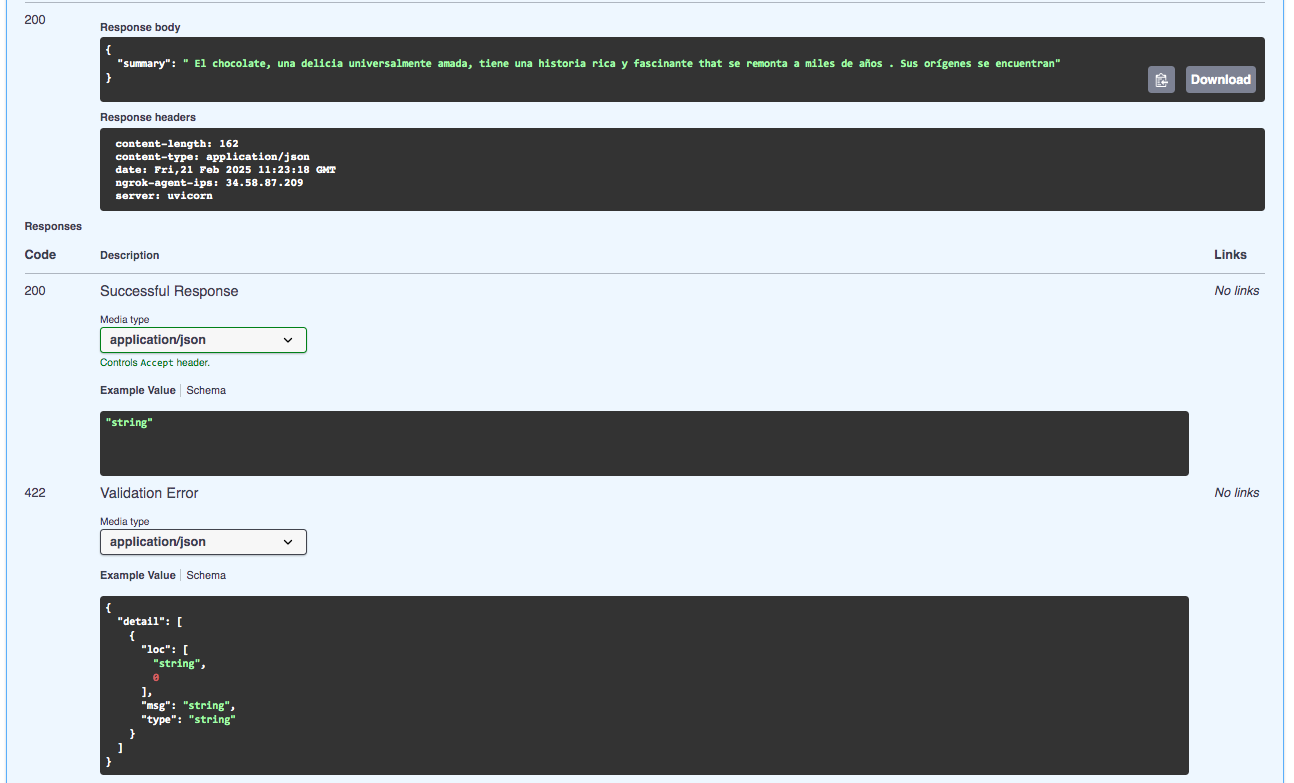 200
Response body
{
  "summary": " El chocolate, una delicia universalmente amada, tiene una historia rica y fascinante that se remonta a miles de años . Sus orígenes se encuentran"
}
Download
Response headers
content-length: 162
content-type: application/json
date: Fri,21 Feb 2025 11:23:18 GMT
ngrok-agent-ips: 34.58.87.209
server: uvicorn
Responses
Code Description Links
200 Successful Response No links
Media type
application/json
Controls Accept header.
Example Value Schema
"string"
422 Validation Error No links
Media type
application/json
Example Value Schema
{
  "detail": [
    {
      "loc": [
        "string",
        0
      ],
      "msg": "string",
      "type": "string"
    }
  ]
}